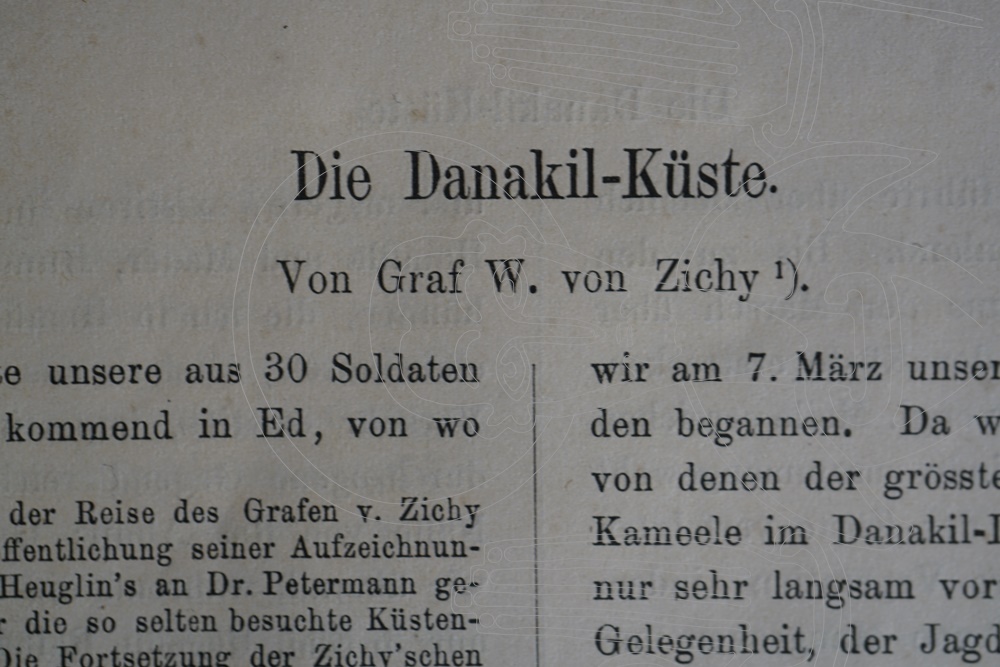 Die Danakil-Küste.
Von Graf W. von Zichy ¹).
unsere aus 30 Soldaten
kommend in Ed, von wo
der Reise des Grafen v. Zichy
ffentlichung seiner Aufzeichnun-
Heuglin's an Dr. Petermann ge-
die so selten besuchte Küsten-
Die Fortsetzung der Zichy'schen
wir am 7. März unser
den begannen. Da w
von denen der grösste
Kameele im Danakil-
nur sehr langsam vor
Gelegenheit, der Jagd